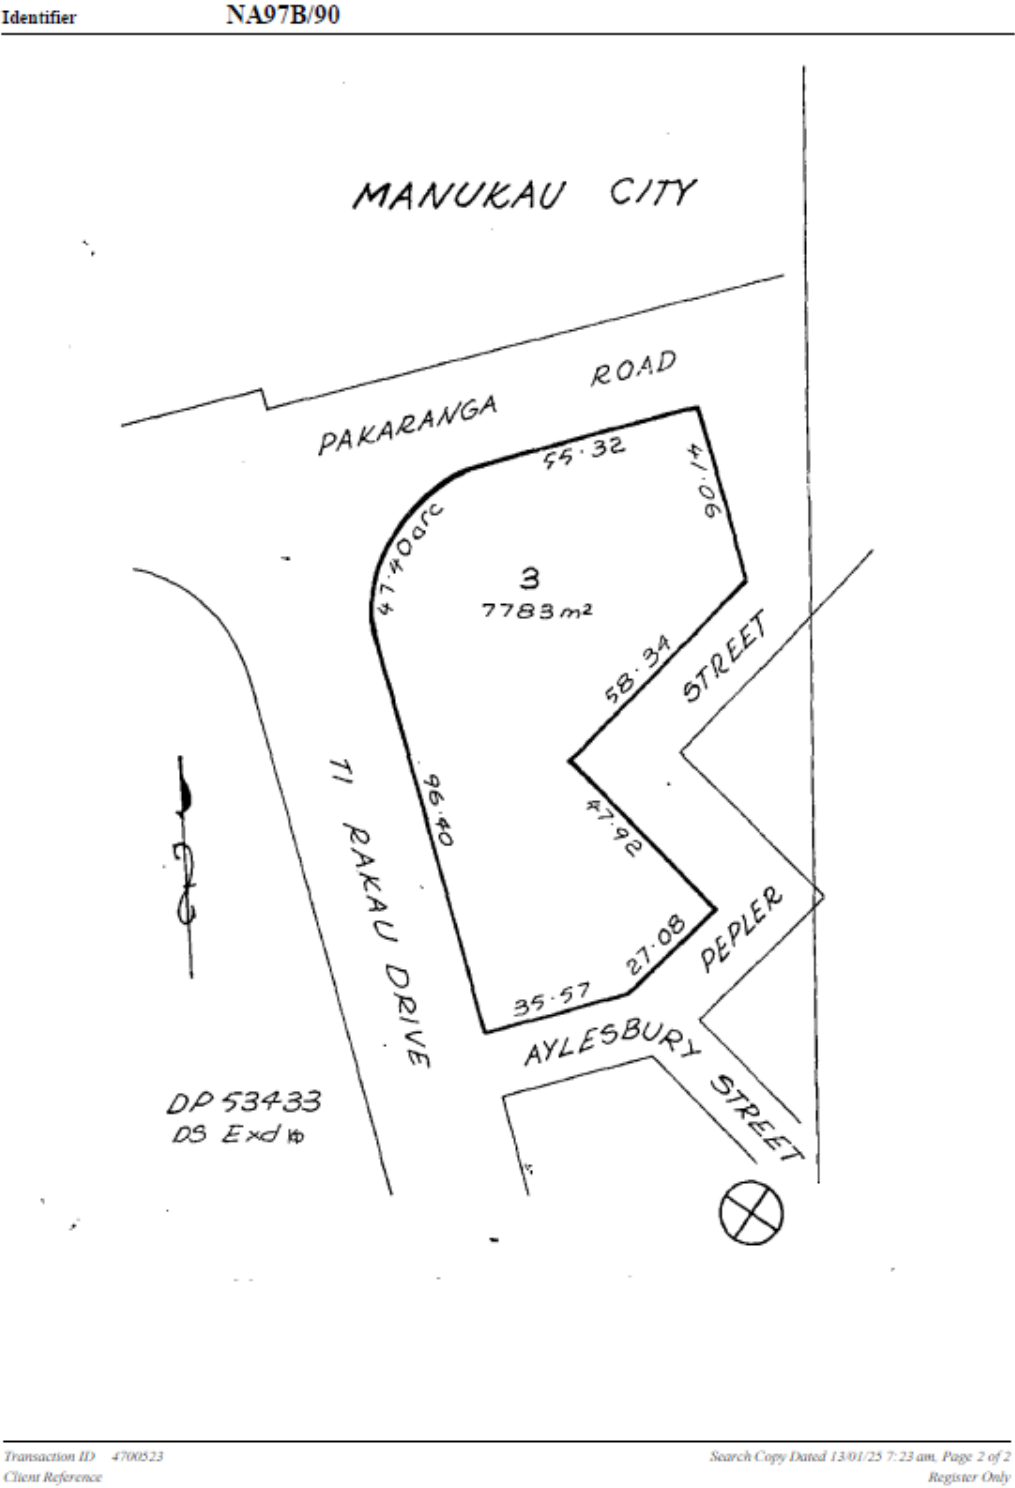 Identifier NA97B/90
MANUKAU CITY
PAKARANGA ROAD
55·32
41·06
47·40 arc
3
7783 m²
58·34
STREET
TI RAKAU DRIVE
96·40
47·92
PEPLER
27·08
35·57
AYLESBURY STREET
DP 53433
DS Exd
Transaction ID 4700523
Client Reference
Search Copy Dated 13/01/25 7:23 am, Page 2 of 2
Register Only